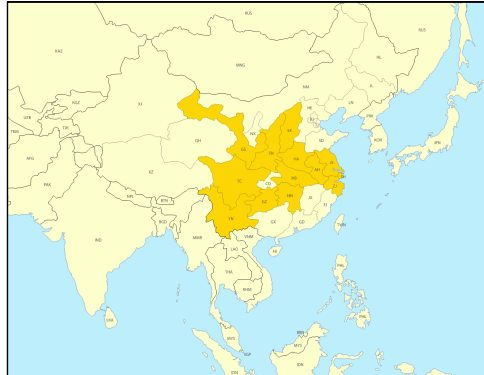 RUS
RUS
KAZ
HL
MNG
NM
JL
XJ
KGZ
LN
UZB
HE
BJ
PRK
TKM
TJK
NX
SX
SD
KOR
JPN
QH
GS
SN
AFG
HA
JS
XZ
AH
SC
HB
CQ
ZJ
PAK
HN
JX
NPL
GZ
BTN
FJ
YN
BGD
GX
GD
TWN
IND
MMR
VNM
LAO
HI
THA
PHL
KHM
LKA
PHL
BRN
MYS
MYS
SGP
IDN
IDN